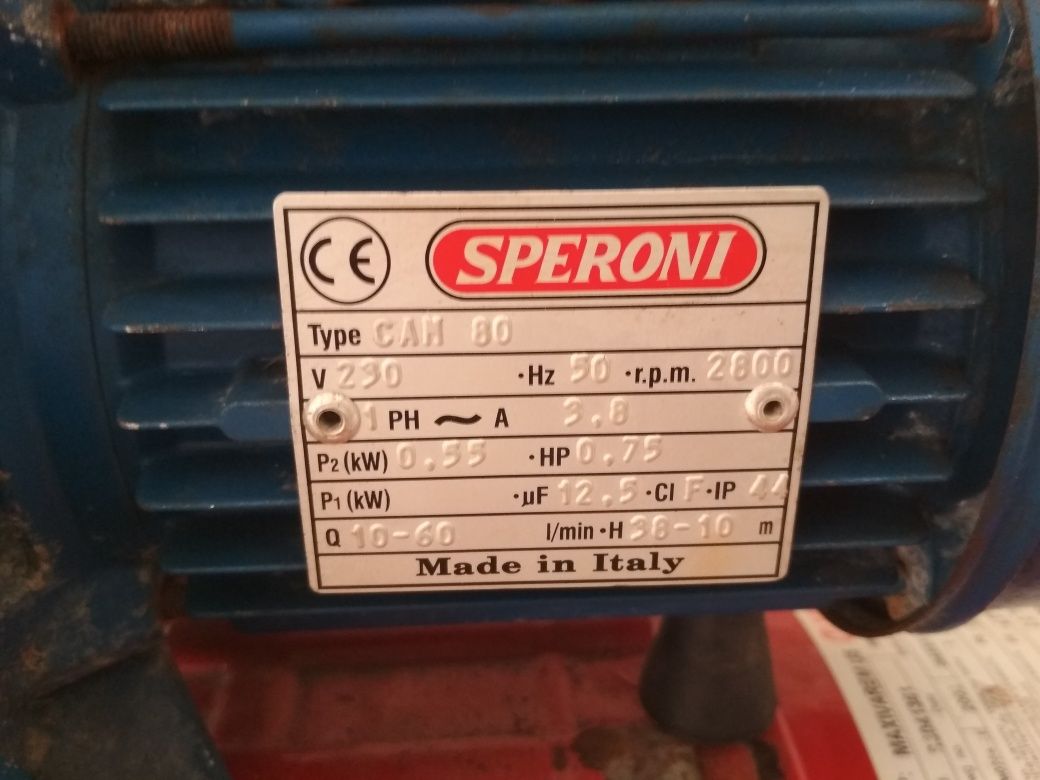 CE SPERONI
Type CAM 80
V 230 ·Hz 50 ·r.p.m. 2800
1 PH ~ A 3,8
P2 (kW) 0,55 ·HP 0,75
P1 (kW) ·µF 12,5 ·Cl F ·IP 44
Q 10-60 l/min ·H 38-10 m
Made in Italy